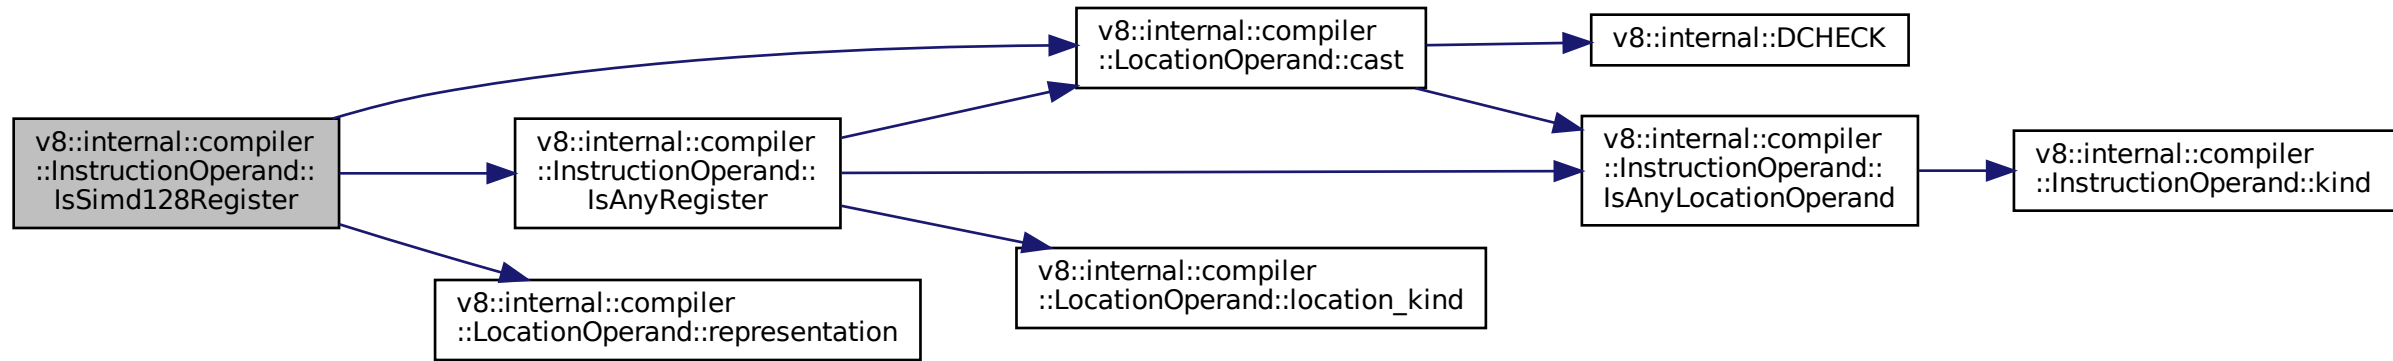 v8::internal::compiler
::InstructionOperand::
IsSimd128Register
v8::internal::compiler
::LocationOperand::cast
v8::internal::DCHECK
v8::internal::compiler
::InstructionOperand::
IsAnyRegister
v8::internal::compiler
::InstructionOperand::
IsAnyLocationOperand
v8::internal::compiler
::InstructionOperand::kind
v8::internal::compiler
::LocationOperand::location_kind
v8::internal::compiler
::LocationOperand::representation